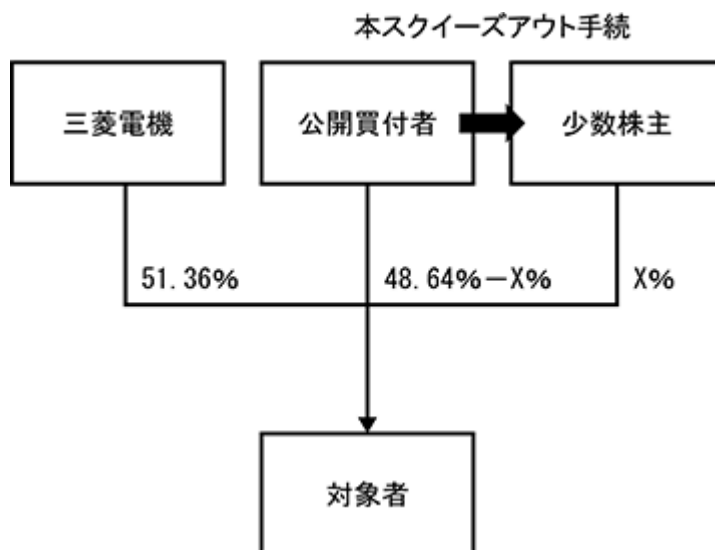 本スクイーズアウト手続
三菱電機
公開買付者
少数株主
51.36%
48.64%－X%
X%
対象者